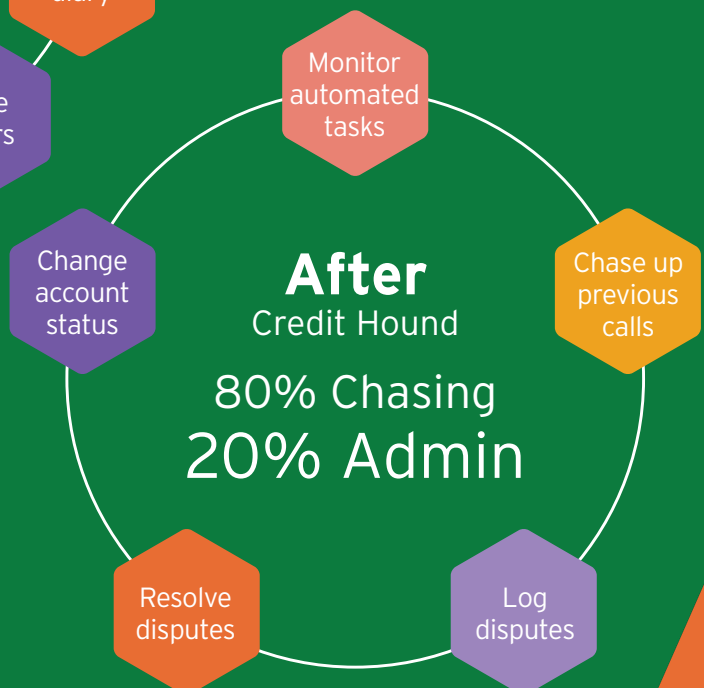 Monitor
automated
tasks
Change
account
status
After
Credit Hound
80% Chasing
20% Admin
Chase up
previous
calls
Resolve
disputes
Log
disputes